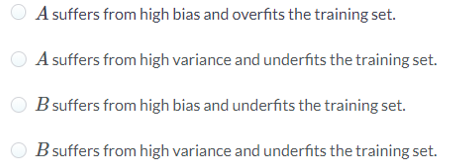 A suffers from high bias and overfits the training set.
A suffers from high variance and underfits the training set.
B suffers from high bias and underfits the training set.
B suffers from high variance and underfits the training set.